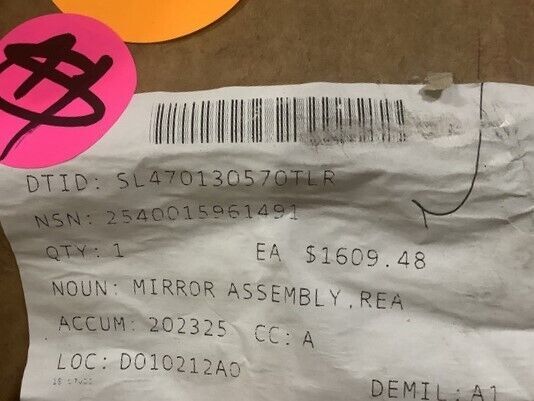 DTID: SL470130570TLR
NSN: 2540015961491
QTY: 1 EA $1609.48
NOUN: MIRROR ASSEMBLY,REA
ACCUM: 202325 CC: A
LOC: DO10212AO
DEMIL: A1